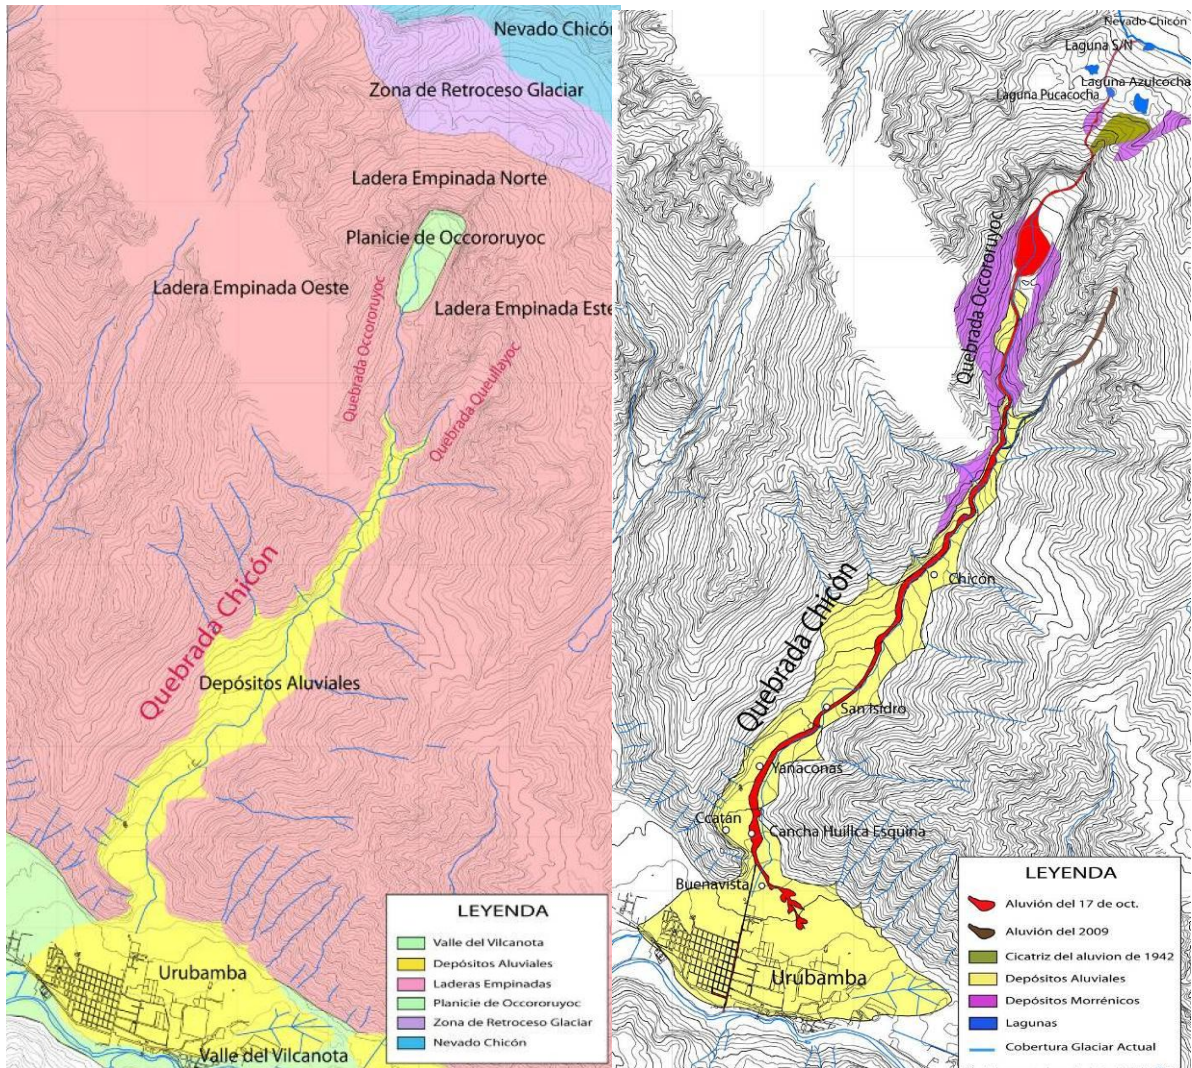 Nevado Chicón
Zona de Retroceso Glaciar
Ladera Empinada Norte
Planicie de Occororuyoc
Ladera Empinada Oeste
Ladera Empinada Este
Quebrada Occororuyoc
Quebrada Queullayoc
Quebrada Chicón
Depósitos Aluviales
Urubamba
Valle del Vilcanota
LEYENDA
Valle del Vilcanota
Depósitos Aluviales
Laderas Empinadas
Planicie de Occororuyoc
Zona de Retroceso Glaciar
Nevado Chicón
Nevado Chicón
Laguna S/N
Laguna Azulcocha
Laguna Pucacocha
Quebrada Occororuyoc
Quebrada Chicón
Chicón
San Isidro
Yanaconas
Ccatán
Cancha Huillca Esquina
Buenavista
Urubamba
LEYENDA
Aluvión del 17 de oct.
Aluvión del 2009
Cicatriz del aluvion de 1942
Depósitos Aluviales
Depósitos Morrénicos
Lagunas
Cobertura Glaciar Actual